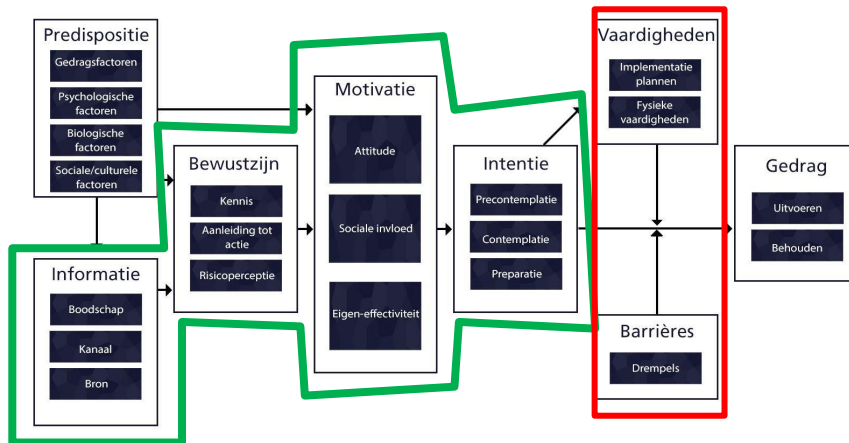 Predispositie
Gedragsfactoren
Psychologische
factoren
Biologische
factoren
Sociale/culturele
factoren
Informatie
Boodschap
Kanaal
Bron
Bewustzijn
Kennis
Aanleiding tot
actie
Risicoperceptie
Motivatie
Attitude
Sociale invloed
Eigen-effectiviteit
Intentie
Precontemplatie
Contemplatie
Preparatie
Vaardigheden
Implementatie
plannen
Fysieke
vaardigheden
Barrières
Drempels
Gedrag
Uitvoeren
Behouden